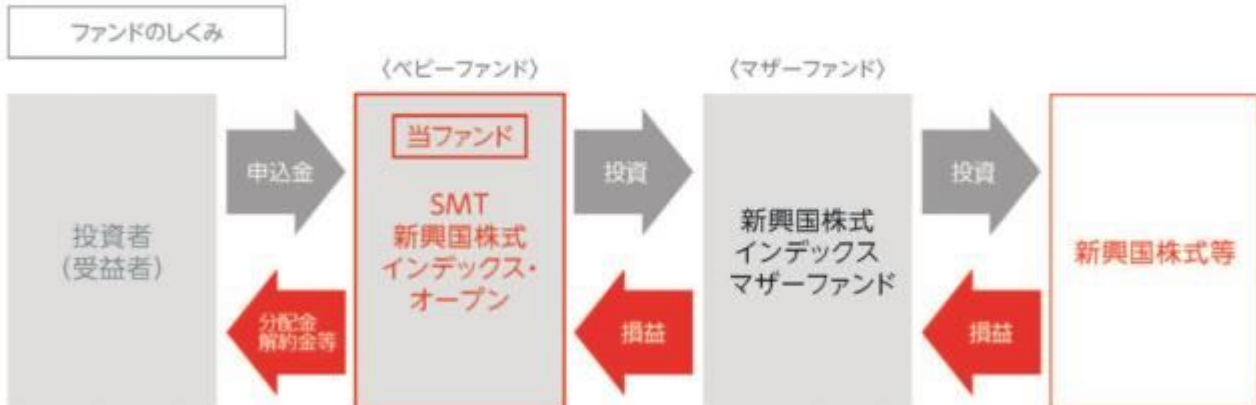 ファンドのしくみ
〈ベビーファンド〉
〈マザーファンド〉
投資者
(受益者)
申込金
分配金
解約金等
当ファンド
SMT
新興国株式
インデックス・
オープン
投資
損益
新興国株式
インデックス
マザーファンド
投資
損益
新興国株式等